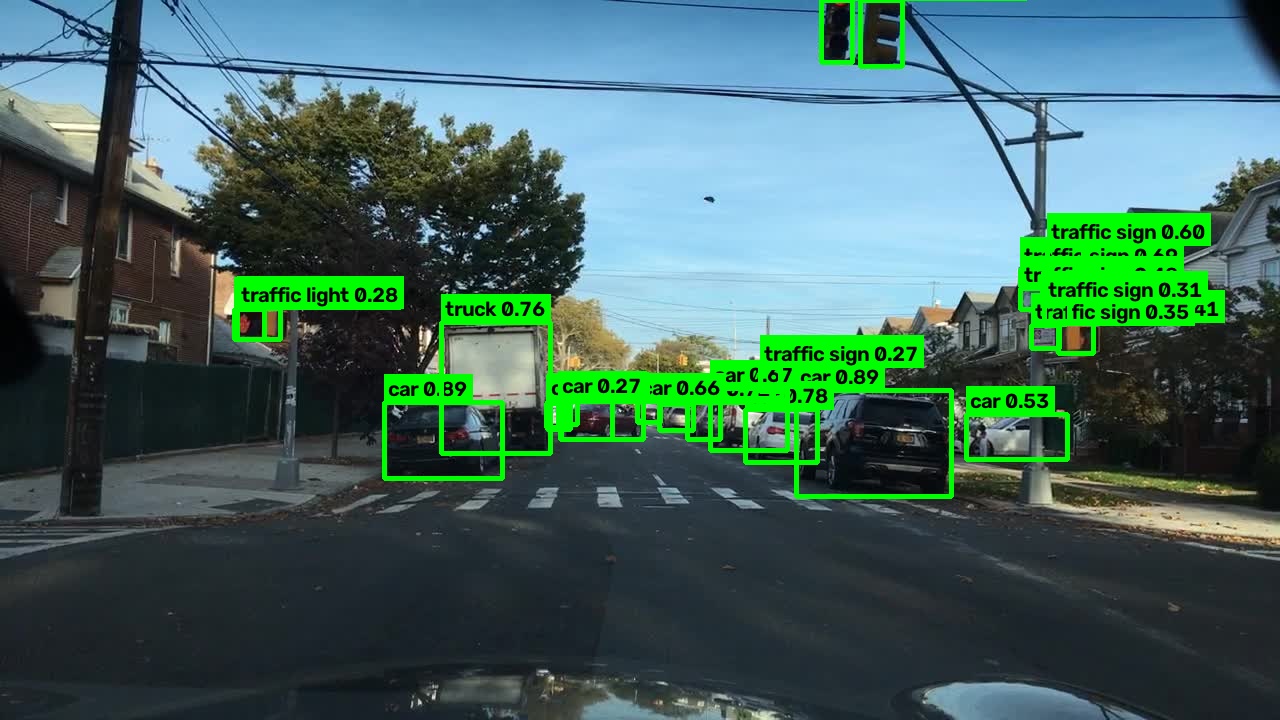 traffic sign 0.60
traffic sign 0.31
traffic sign 0.35
41
traffic light 0.28
truck 0.76
traffic sign 0.27
car 0.89
car 0.27
car 0.66
car 0.67
car 0.89
0.78
car 0.53